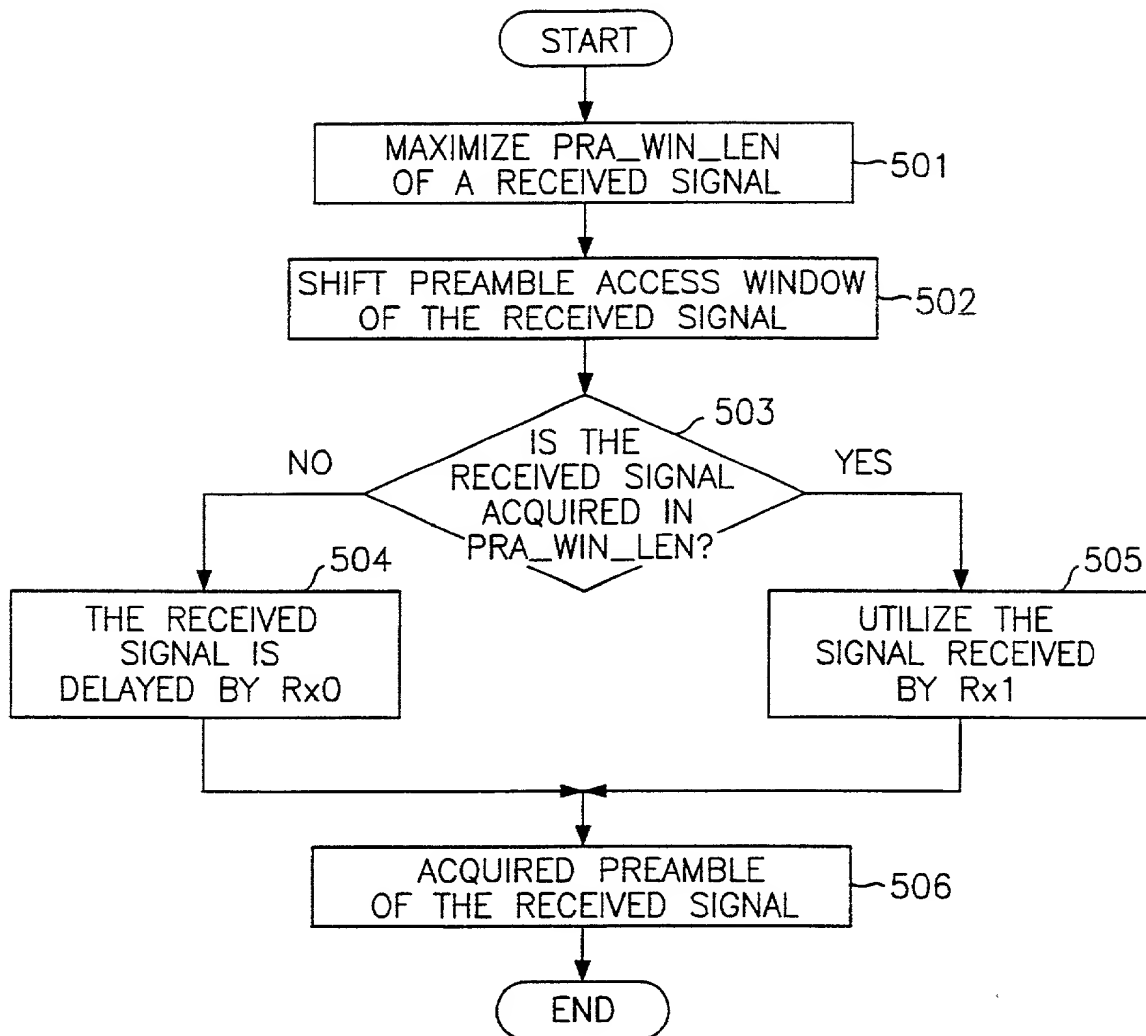 START
MAXIMIZE PRA_WIN_LEN
OF A RECEIVED SIGNAL
501
SHIFT PREAMBLE ACCESS WINDOW
OF THE RECEIVED SIGNAL
502
503
IS THE
RECEIVED SIGNAL
ACQUIRED IN
PRA_WIN_LEN?
NO
YES
504
THE RECEIVED
SIGNAL IS
DELAYED BY Rx0
505
UTILIZE THE
SIGNAL RECEIVED
BY Rx1
ACQUIRED PREAMBLE
OF THE RECEIVED SIGNAL
506
END